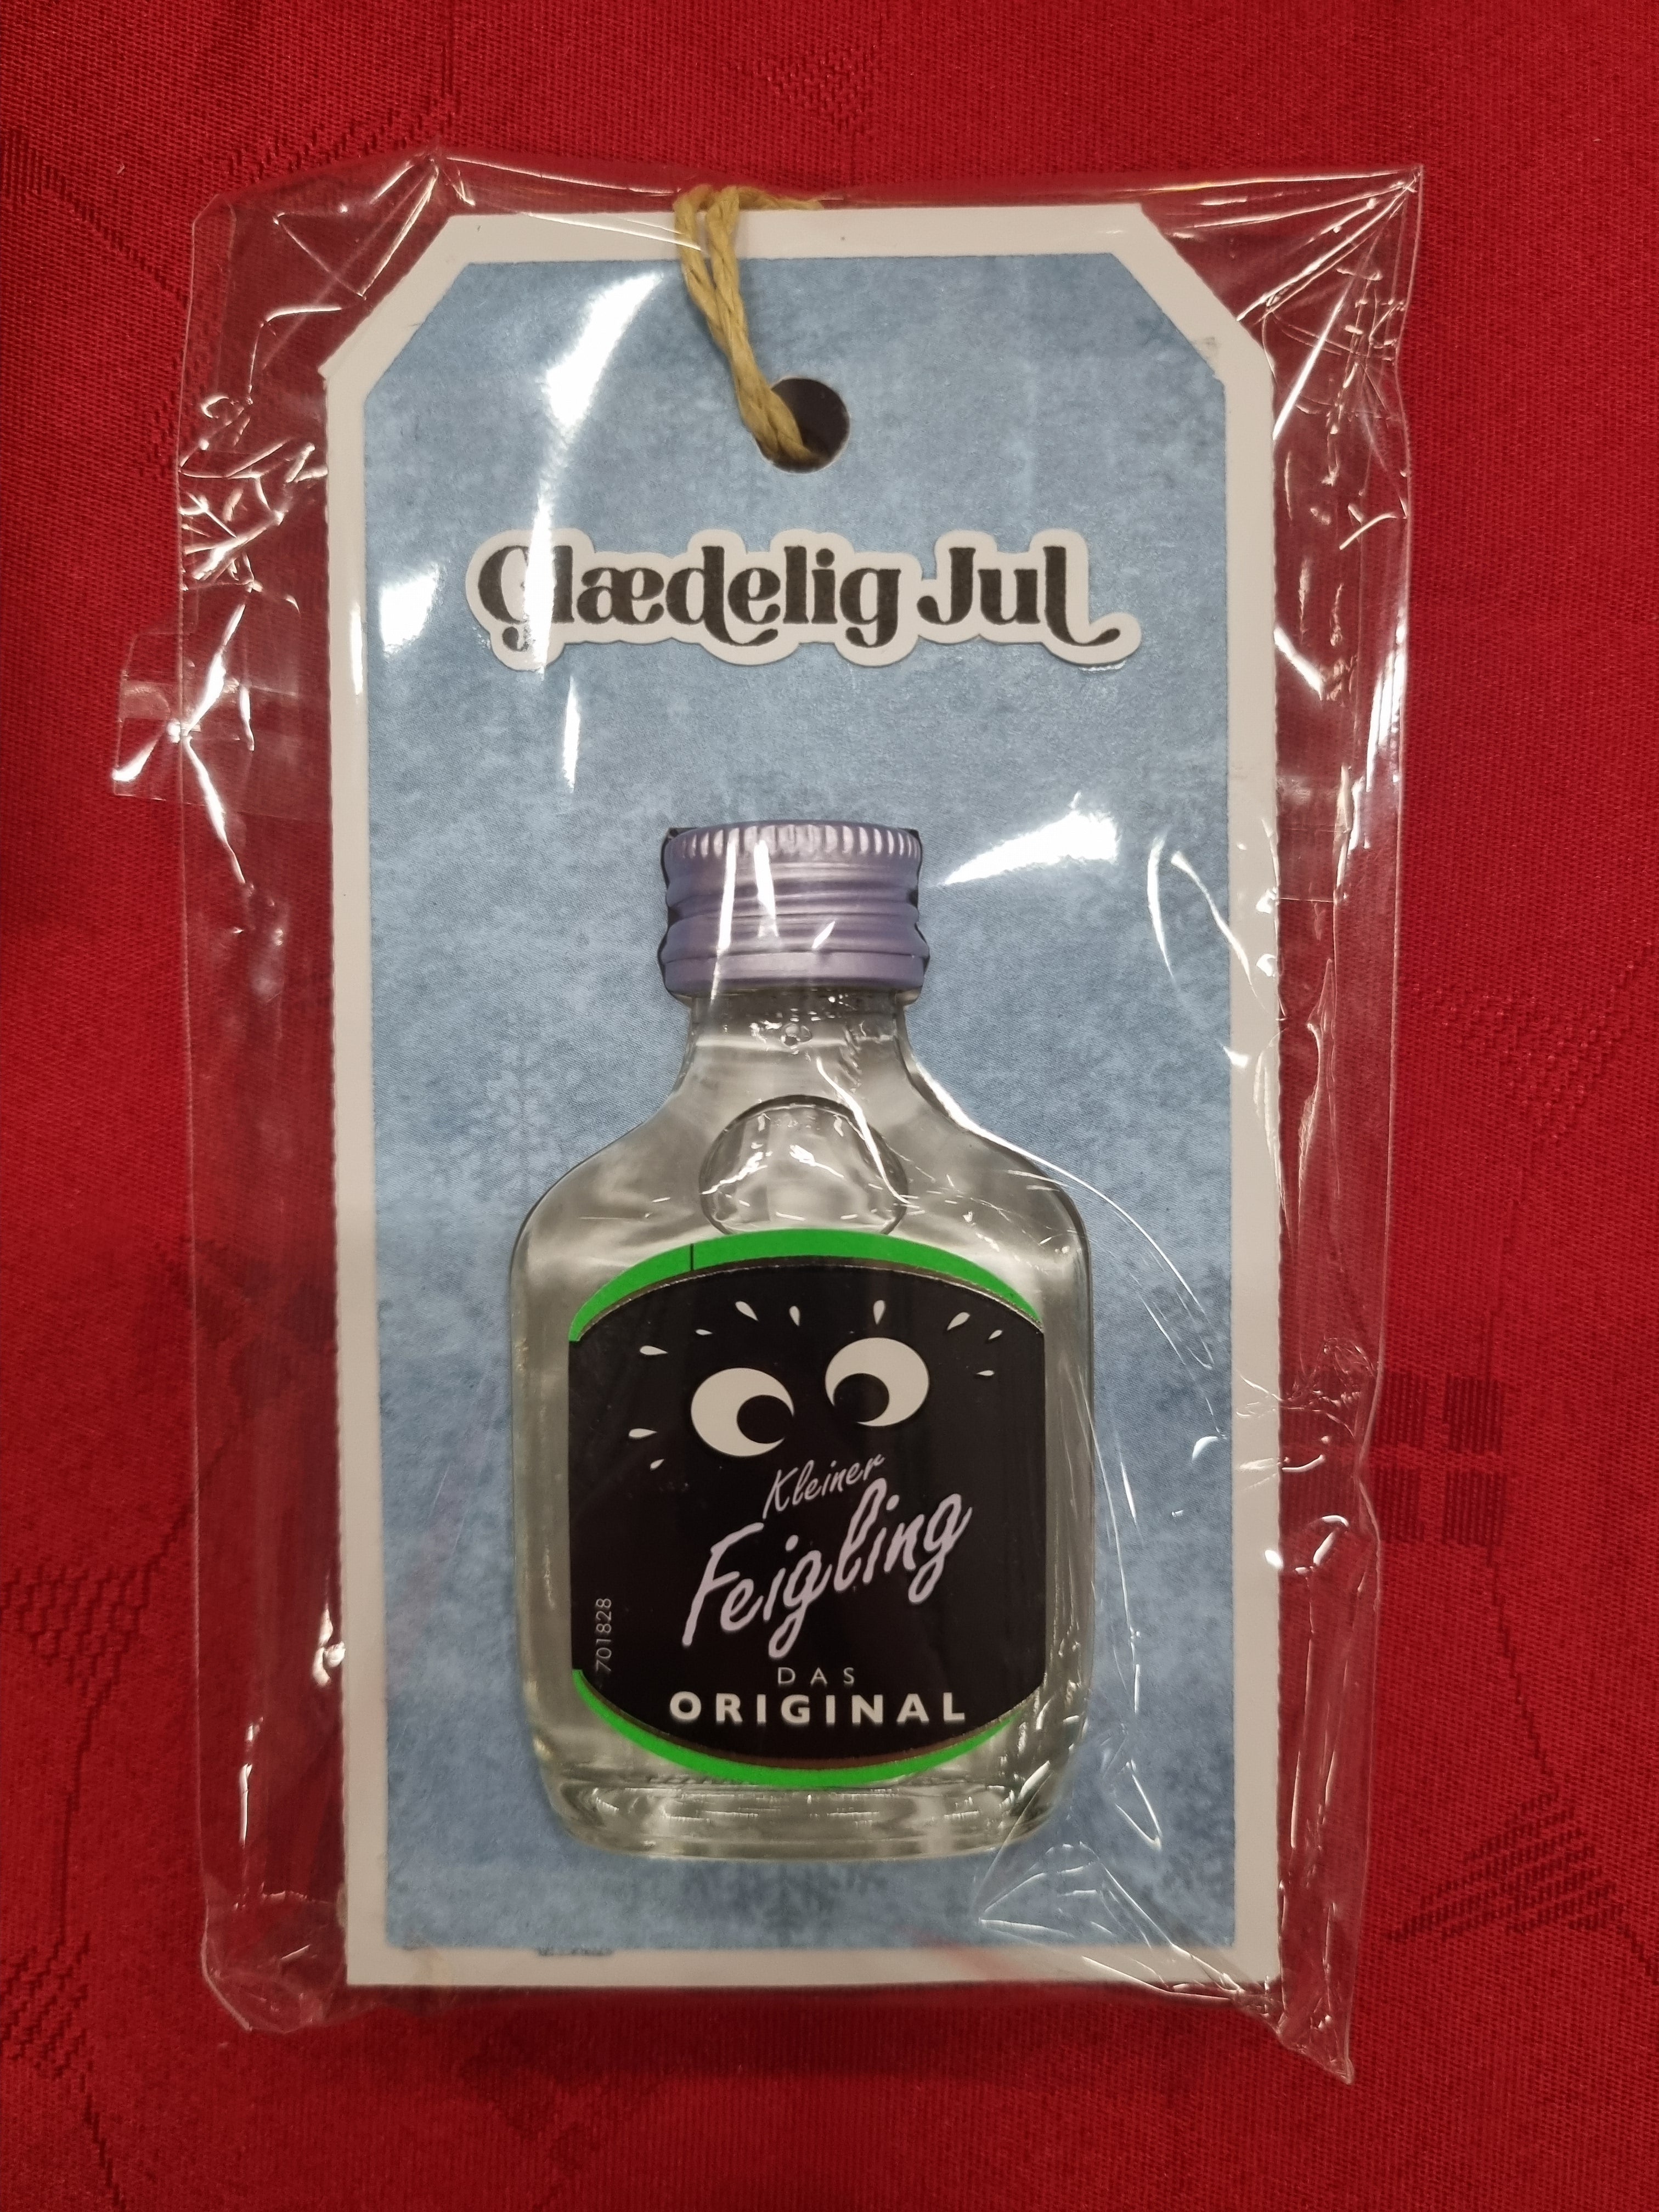 Glædelig Jul
Kleiner
Feigling
DAS
ORIGINAL
701828